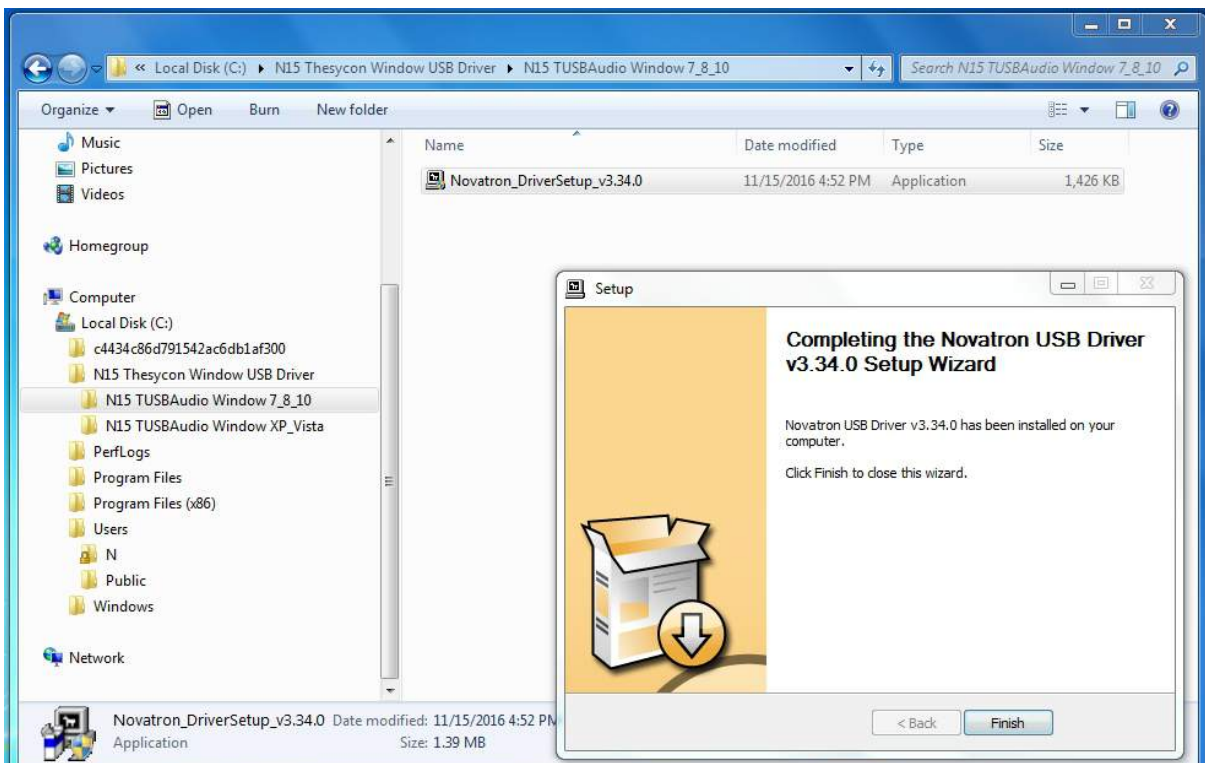 « Local Disk (C:) ▸ N15 Thesycon Window USB Driver ▸ N15 TUSBAudio Window 7_8_10
Search N15 TUSBAudio Window 7_8_10
Organize Open Burn New folder
Name Date modified Type Size
Novatron_DriverSetup_v3.34.0 11/15/2016 4:52 PM Application 1,426 KB
Music
Pictures
Videos
Homegroup
Computer
Local Disk (C:)
c4434c86d791542ac6db1af300
N15 Thesycon Window USB Driver
N15 TUSBAudio Window 7_8_10
N15 TUSBAudio Window XP_Vista
PerfLogs
Program Files
Program Files (x86)
Users
N
Public
Windows
Network
Setup
Completing the Novatron USB Driver
v3.34.0 Setup Wizard
Novatron USB Driver v3.34.0 has been installed on your
computer.
Click Finish to close this wizard.
< Back Finish
Novatron_DriverSetup_v3.34.0 Date modified: 11/15/2016 4:52 PM
Application Size: 1.39 MB